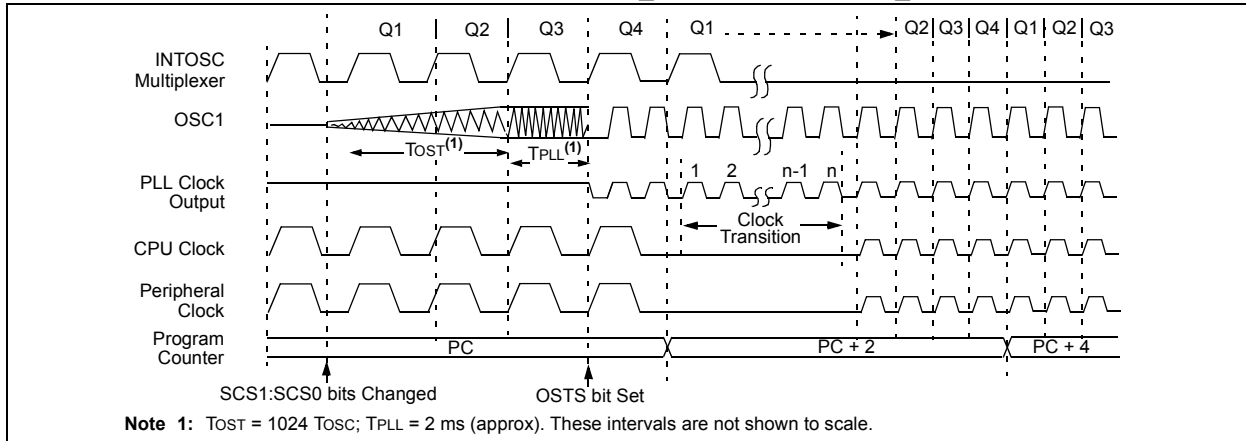 Q1 Q2 Q3 Q4 Q1 Q2 Q3 Q4 Q1 Q2 Q3
INTOSC
Multiplexer
OSC1
TOST(1) TPLL(1)
1 2 n-1 n
PLL Clock
Output
Clock
Transition
CPU Clock
Peripheral
Clock
Program
Counter
PC PC + 2 PC + 4
SCS1:SCS0 bits Changed OSTS bit Set
Note 1: TOST = 1024 TOSC; TPLL = 2 ms (approx). These intervals are not shown to scale.